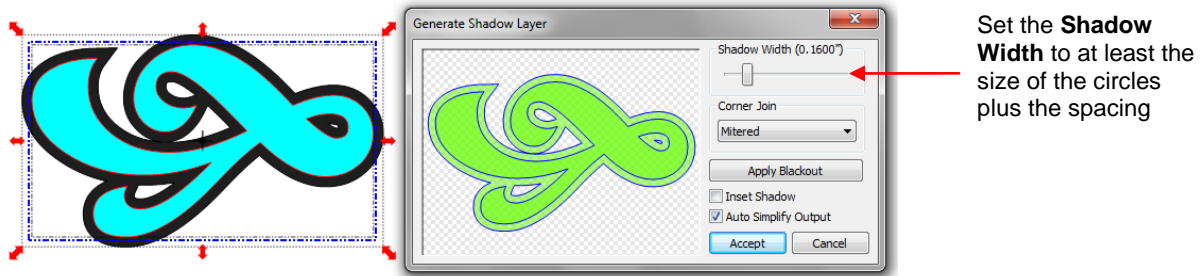 Generate Shadow Layer
Shadow Width (0.1600")
Corner Join
Mitered
Apply Blackout
Inset Shadow
Auto Simplify Output
Accept
Cancel
Set the Shadow
Width to at least the
size of the circles
plus the spacing